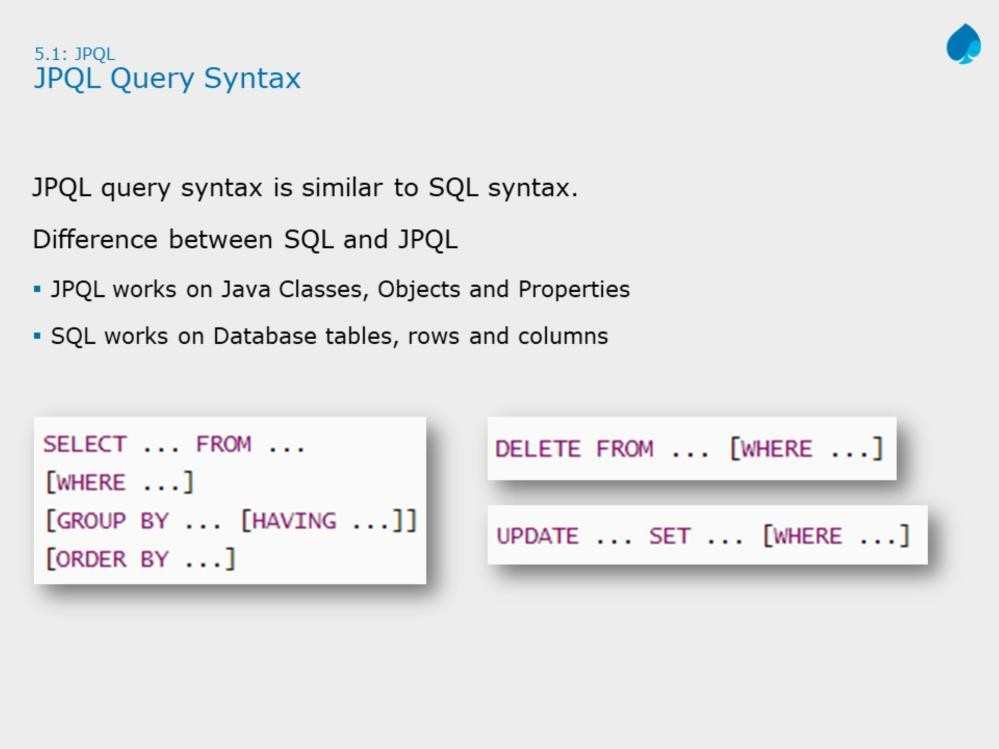 5.1: JPQL
JPQL Query Syntax
JPQL query syntax is similar to SQL syntax.
Difference between SQL and JPQL
▪ JPQL works on Java Classes, Objects and Properties
▪ SQL works on Database tables, rows and columns
SELECT ... FROM ...
[WHERE ...]
[GROUP BY ... [HAVING ...]]
[ORDER BY ...]
DELETE FROM ... [WHERE ...]
UPDATE ... SET ... [WHERE ...]